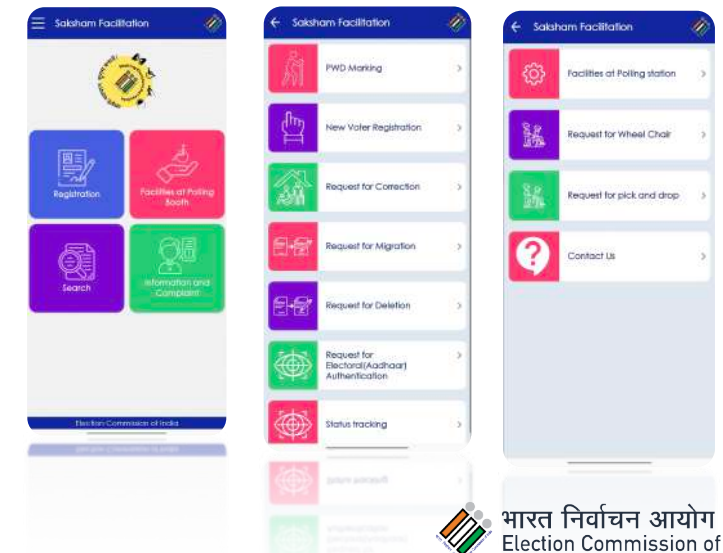 Saksham Facilitation
Registration
Facilities at Polling
Booth
Search
Information and
Complaint
Election Commission of India
Saksham Facilitation
PWD Marking
New Voter Registration
Request for Correction
Request for Migration
Request for Deletion
Request for
Electoral(Aadhaar)
Authentication
Status tracking
Saksham Facilitation
Facilities at Polling station
Request for Wheel Chair
Request for pick and drop
Contact Us
भारत निर्वाचन आयोग
Election Commission of